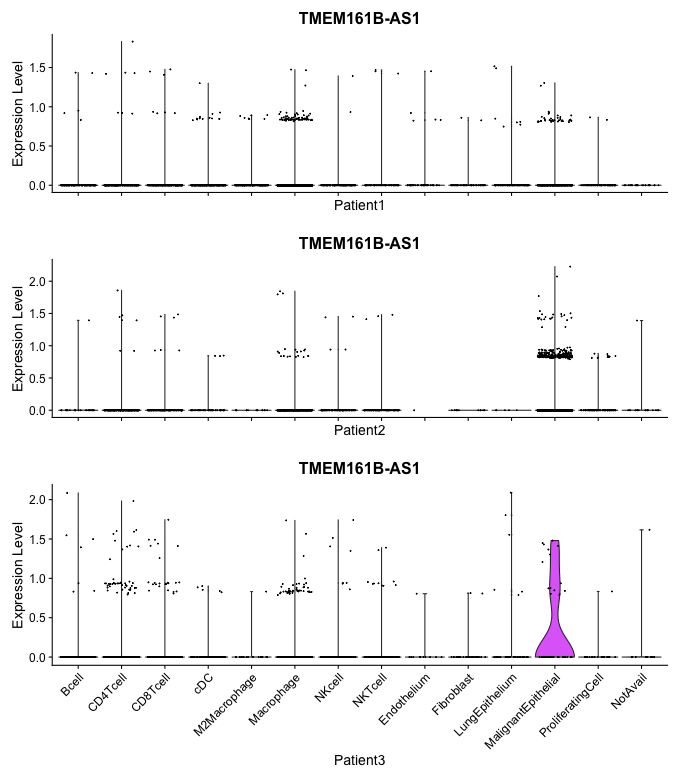 TMEM161B-AS1
Expression Level
1.5
1.0
0.5
0.0
Patient1
TMEM161B-AS1
Expression Level
2.0
1.5
1.0
0.5
0.0
Patient2
TMEM161B-AS1
Expression Level
2.0
1.5
1.0
0.5
0.0
Bcell
CD4Tcell
CD8Tcell
cDC
M2Macrophage
Macrophage
NKcell
NKTcell
Endothelium
Fibroblast
LungEpithelium
MalignantEpithelial
ProliferatingCell
NotAvail
Patient3